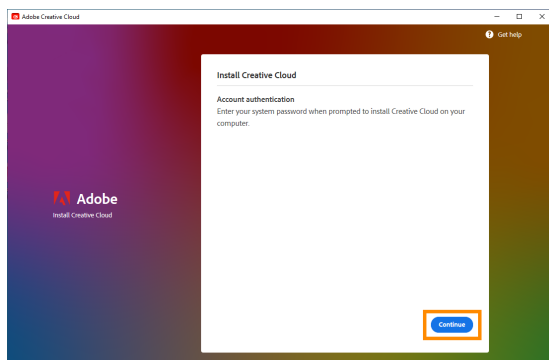 Adobe Creative Cloud
Get help
Install Creative Cloud
Account authentication
Enter your system password when prompted to install Creative Cloud on your
computer.
Adobe
Install Creative Cloud
Continue